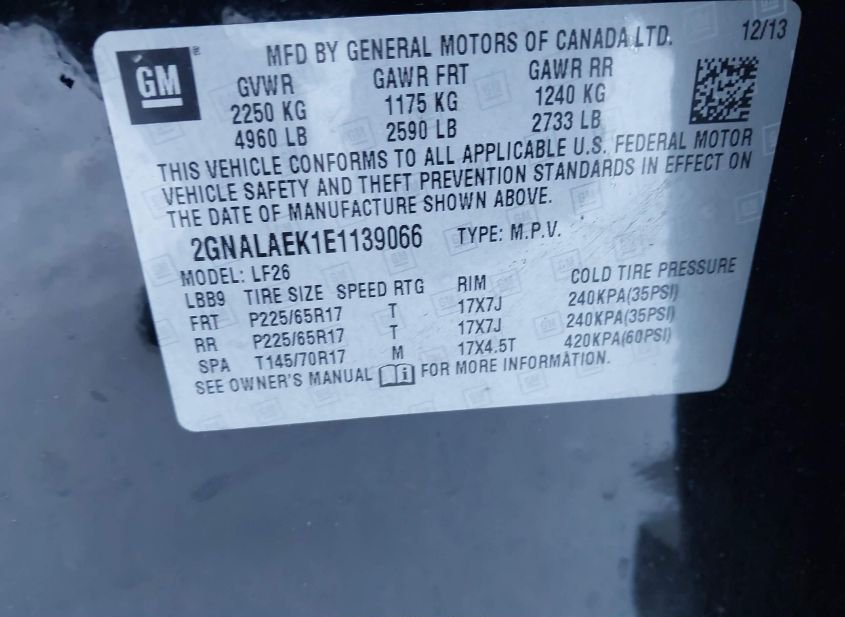 GM ®
MFD BY GENERAL MOTORS OF CANADA LTD. 12/13
GVWR GAWR FRT GAWR RR
2250 KG 1175 KG 1240 KG
4960 LB 2590 LB 2733 LB
THIS VEHICLE CONFORMS TO ALL APPLICABLE U.S. FEDERAL MOTOR
VEHICLE SAFETY AND THEFT PREVENTION STANDARDS IN EFFECT ON
THE DATE OF MANUFACTURE SHOWN ABOVE.
2GNALAEK1E1139066 TYPE: M.P.V.
MODEL: LF26
LBB9 TIRE SIZE SPEED RTG RIM COLD TIRE PRESSURE
FRT P225/65R17 T 17X7J 240KPA(35PSI)
RR P225/65R17 T 17X7J 240KPA(35PSI)
SPA T145/70R17 M 17X4.5T 420KPA(60PSI)
SEE OWNER'S MANUAL i FOR MORE INFORMATION.